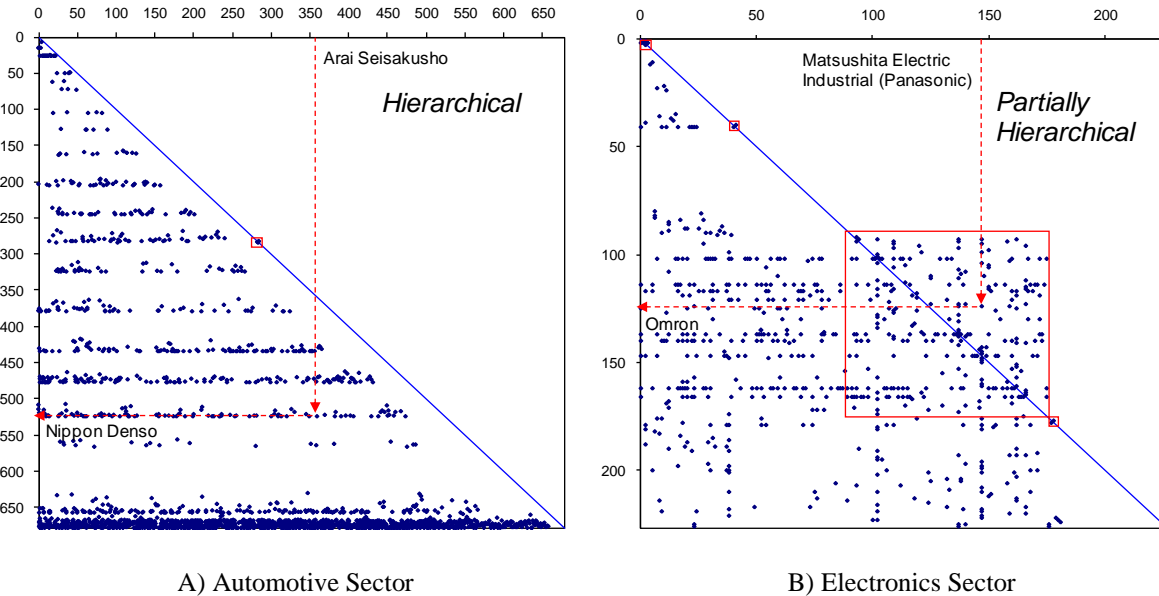 0 50 100 150 200 250 300 350 400 450 500 550 600 650
0
50
100
150
200
250
300
350
400
450
500
550
600
650
Arai Seisakusho
Hierarchical
Nippon Denso
A) Automotive Sector
0 50 100 150 200
0
50
100
150
200
Matsushita Electric
Industrial (Panasonic)
Partially
Hierarchical
Omron
B) Electronics Sector